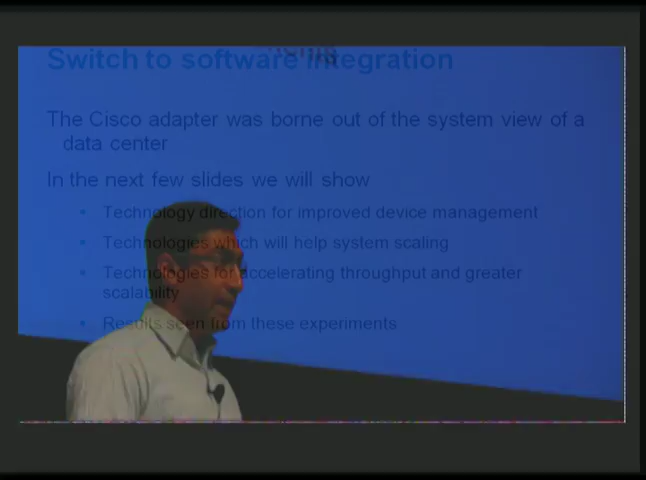 Switch to software integration
The Cisco adapter was borne out of the system view of a
data center
In the next few slides we will show
• Technology direction for improved device management
• Technologies which will help system scaling
• Technologies for accelerating throughput and greater
scalability
• Results seen from these experiments